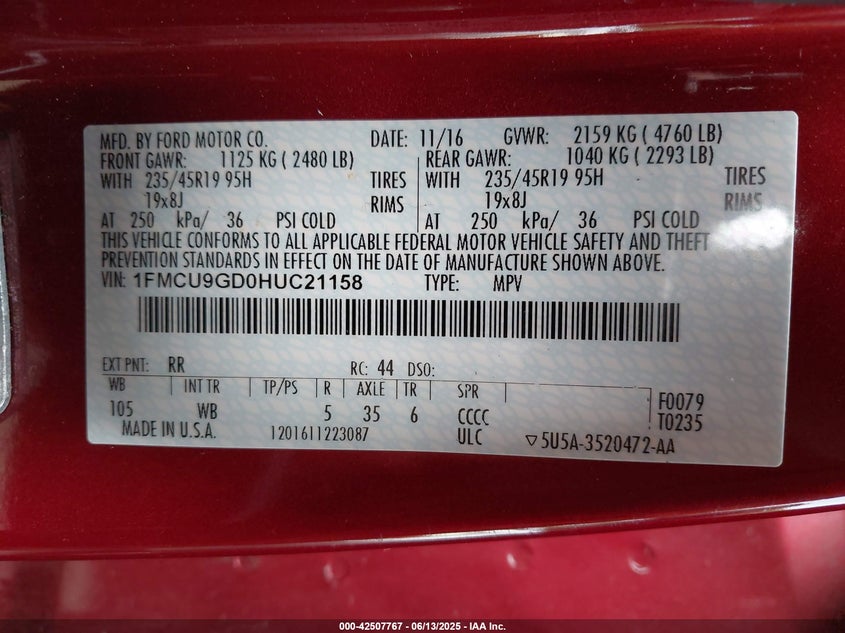 MFD. BY FORD MOTOR CO. DATE: 11/16 GVWR: 2159 KG ( 4760 LB)
FRONT GAWR: 1125 KG ( 2480 LB) REAR GAWR: 1040 KG ( 2293 LB)
WITH 235/45R19 95H TIRES WITH 235/45R19 95H TIRES
19x8J RIMS 19x8J RIMS
AT 250 kPa/ 36 PSI COLD AT 250 kPa/ 36 PSI COLD
THIS VEHICLE CONFORMS TO ALL APPLICABLE FEDERAL MOTOR VEHICLE SAFETY AND THEFT
PREVENTION STANDARDS IN EFFECT ON THE DATE OF MANUFACTURE SHOWN ABOVE.
VIN: 1FMCU9GD0HUC21158 TYPE: MPV
EXT PNT: RR RC: 44 DSO:
WB INT TR TP/PS R AXLE TR SPR F0079
105 WB 5 35 6 CCCC T0235
MADE IN U.S.A. 1201611223087 ULC ▽5U5A-3520472-AA
000-42507767 - 06/13/2025 - IAA Inc.